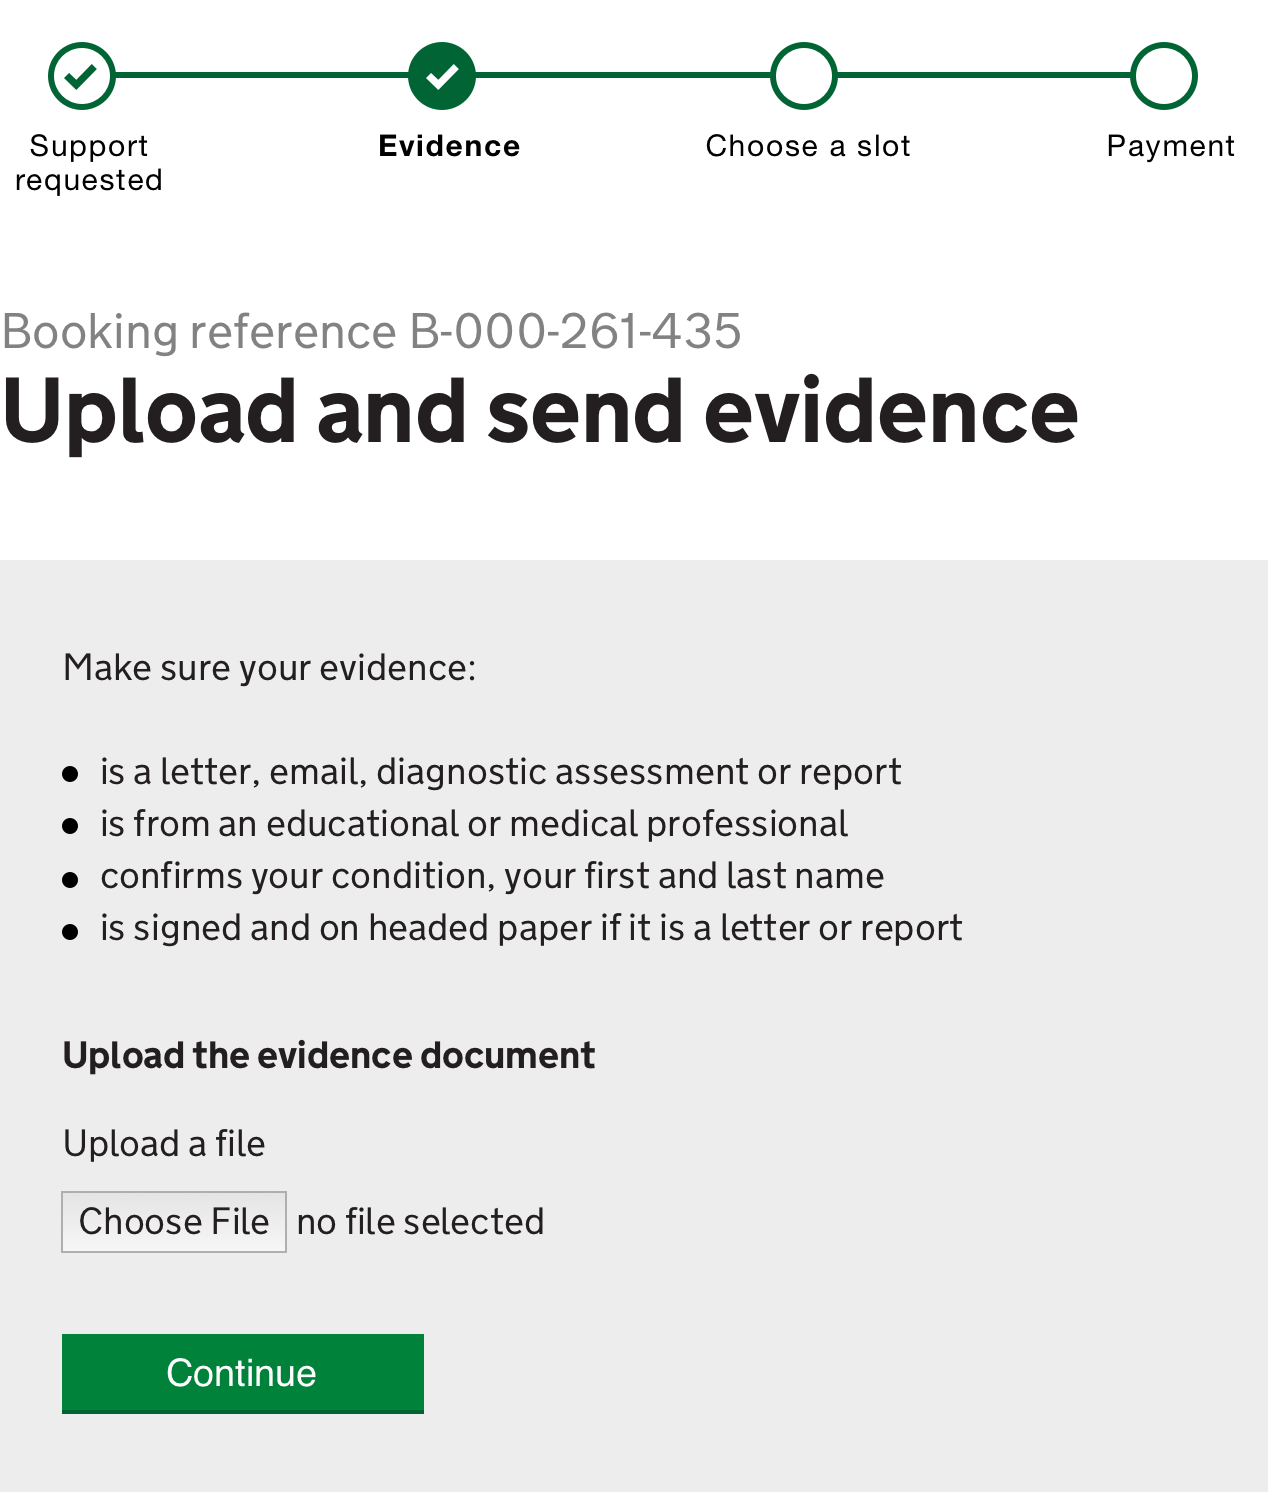 Support
requested
Evidence
Choose a slot
Payment
Booking reference B-000-261-435
Upload and send evidence
Make sure your evidence:
is a letter, email, diagnostic assessment or report
is from an educational or medical professional
confirms your condition, your first and last name
is signed and on headed paper if it is a letter or report
Upload the evidence document
Upload a file
Choose File no file selected
Continue